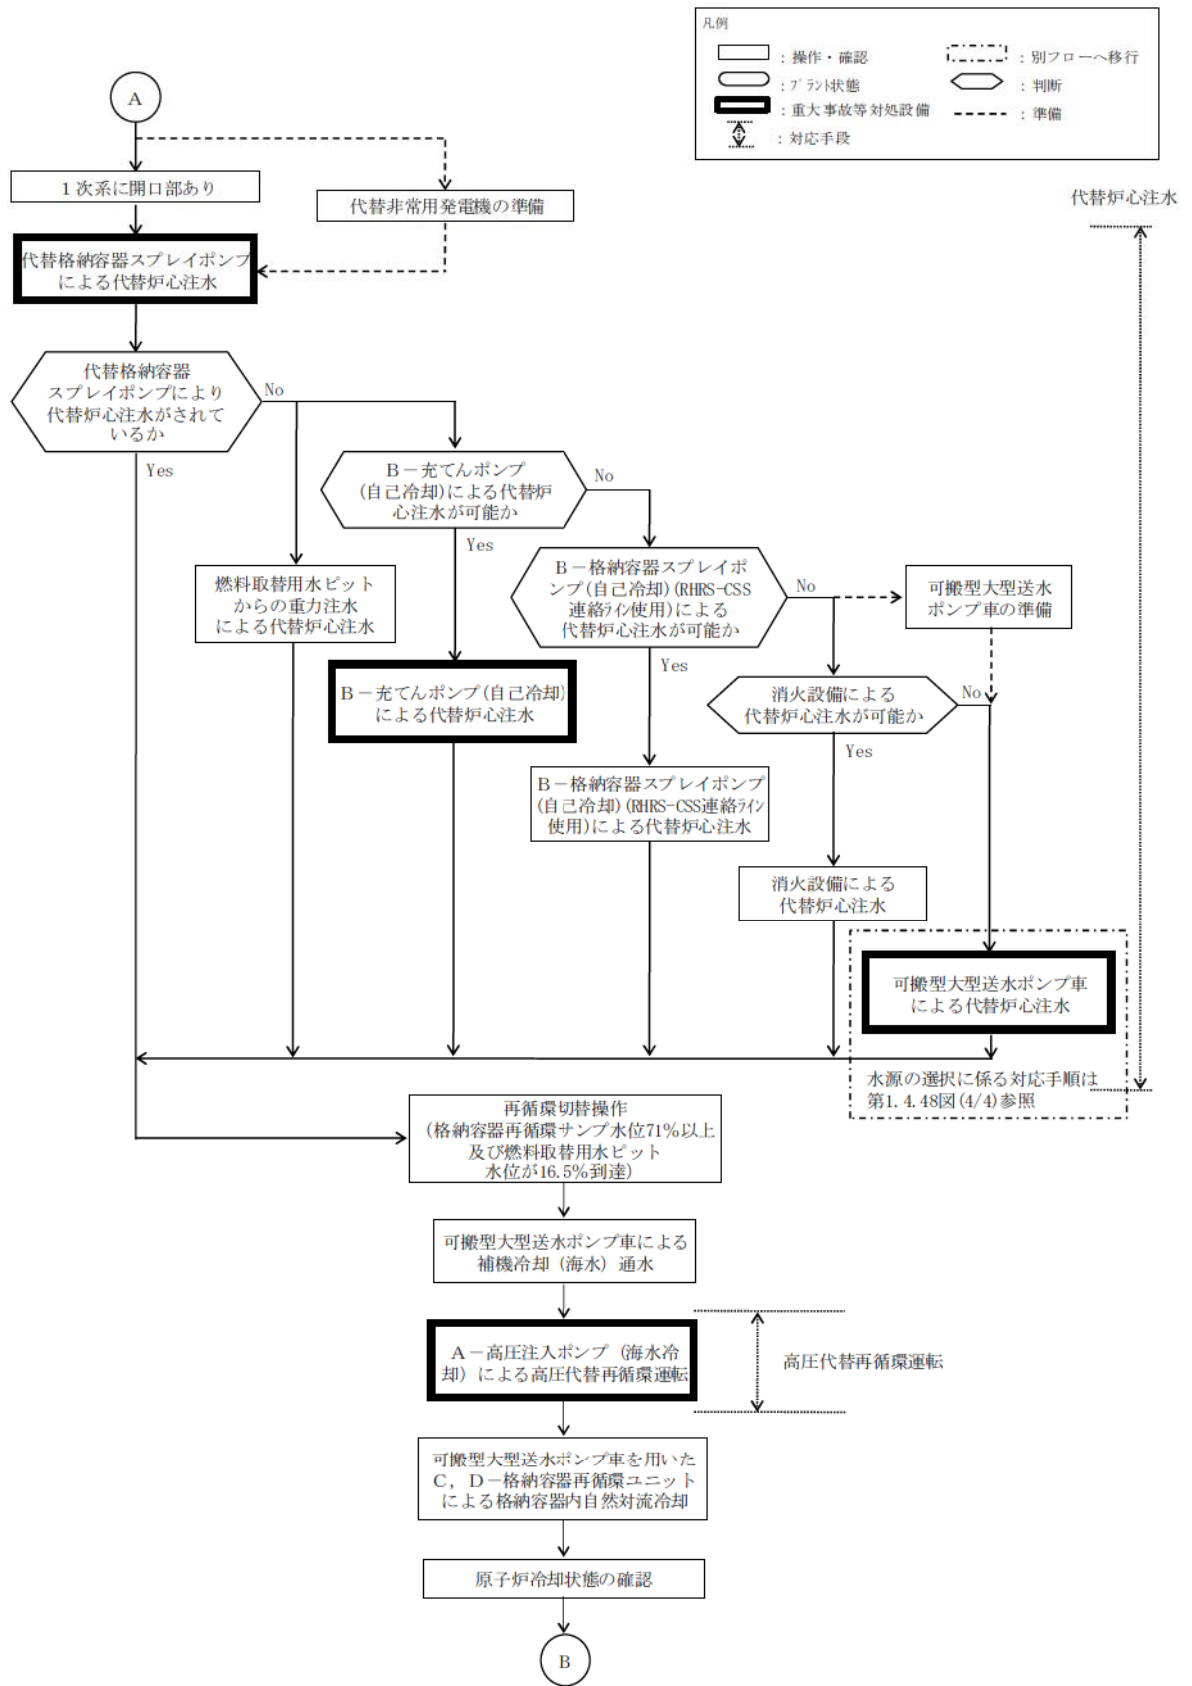 凡例
: 操作・確認
: 別フローへ移行
: プラント状態
: 判断
: 重大事故等対処設備
: 準備
: 対応手段
A
1次系に開口部あり
代替非常用発電機の準備
代替炉心注水
代替格納容器スプレイポンプ
による代替炉心注水
代替格納容器
スプレイポンプにより
代替炉心注水がされて
いるか
No
Yes
B－充てんポンプ
(自己冷却)による代替炉
心注水が可能か
No
Yes
B－格納容器スプレイポ
ンプ(自己冷却)(RHRS-CSS
連絡ライン使用)による
代替炉心注水が可能か
No
Yes
可搬型大型送水
ポンプ車の準備
燃料取替用水ピット
からの重力注水
による代替炉心注水
B－充てんポンプ(自己冷却)
による代替炉心注水
消火設備による
代替炉心注水が可能か
No
Yes
B－格納容器スプレイポンプ
(自己冷却)(RHRS-CSS連絡ライン
使用)による代替炉心注水
消火設備による
代替炉心注水
可搬型大型送水ポンプ車
による代替炉心注水
水源の選択に係る対応手順は
第1.4.48図(4/4)参照
再循環切替操作
(格納容器再循環サンプ水位71%以上
及び燃料取替用水ピット
水位が16.5%到達)
可搬型大型送水ポンプ車による
補機冷却（海水）通水
A－高圧注入ポンプ（海水冷
却）による高圧代替再循環運転
高圧代替再循環運転
可搬型大型送水ポンプ車を用いた
C，D－格納容器再循環ユニット
による格納容器内自然対流冷却
原子炉冷却状態の確認
B